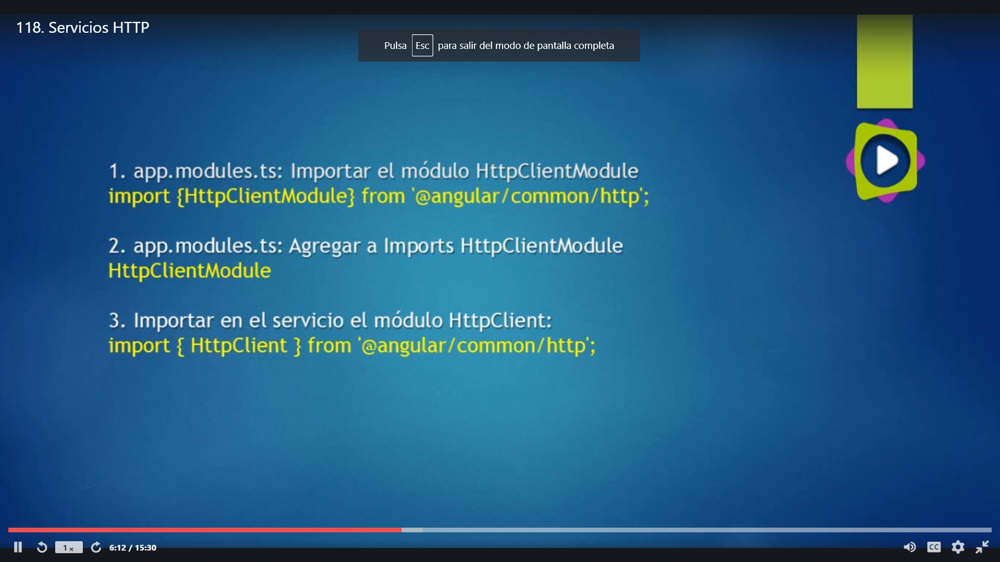 118. Servicios HTTP
Pulsa Esc para salir del modo de pantalla completa
1. app.modules.ts: Importar el módulo HttpClientModule
import {HttpClientModule} from '@angular/common/http';
2. app.modules.ts: Agregar a Imports HttpClientModule
HttpClientModule
3. Importar en el servicio el módulo HttpClient:
import { HttpClient } from '@angular/common/http';
1 x
6:12 / 15:30
CC